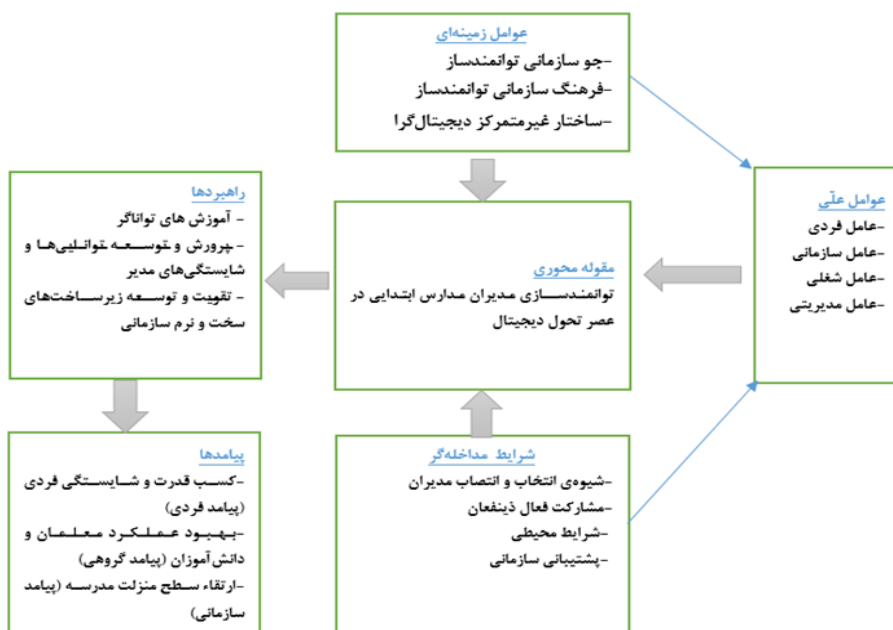 عوامل زمینه‌ای
-جو سازمانی توانمندساز
-فرهنگ سازمانی توانمندساز
-ساختار غیرمتمرکز دیجیتال‌گرا
عوامل علّی
-عامل فردی
-عامل سازمانی
-عامل شغلی
-عامل مدیریتی
مقوله محوری
توانمندسازی مدیران مدارس ابتدایی در
عصر تحول دیجیتال
شرایط مداخله‌گر
-شیوه‌ی انتخاب و انتصاب مدیران
-مشارکت فعال ذینفعان
-شرایط محیطی
-پشتیبانی سازمانی
راهبردها
- آموزش های تواناگر
-پرورش و توسعه توانایی‌ها و
شایستگی‌های مدیر
- تقویت و توسعه زیرساخت‌های
سخت و نرم سازمانی
پیامدها
-کسب قدرت و شایستگی فردی
(پیامد فردی)
-بهبود عملکرد معلمان و
دانش‌آموزان (پیامد گروهی)
-ارتقاء سطح منزلت مدرسه (پیامد
سازمانی)